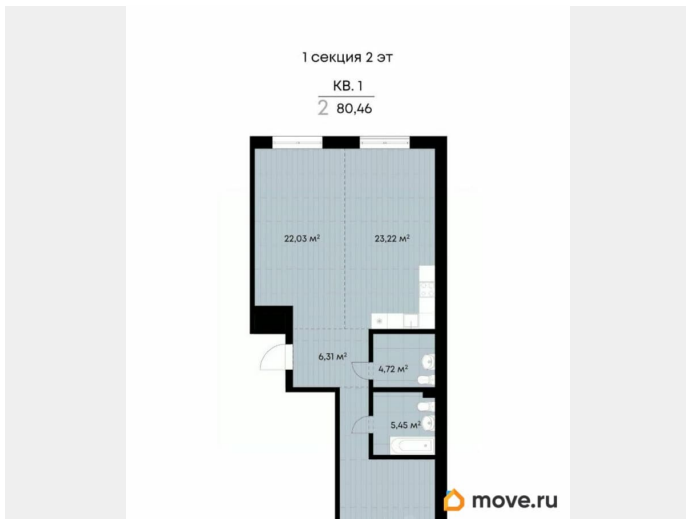 1 секция 2 эт
КВ. 1
2 80,46
22,03 м² 23,22 м²
6,31 м²
4,72 м²
5,45 м²
move.ru